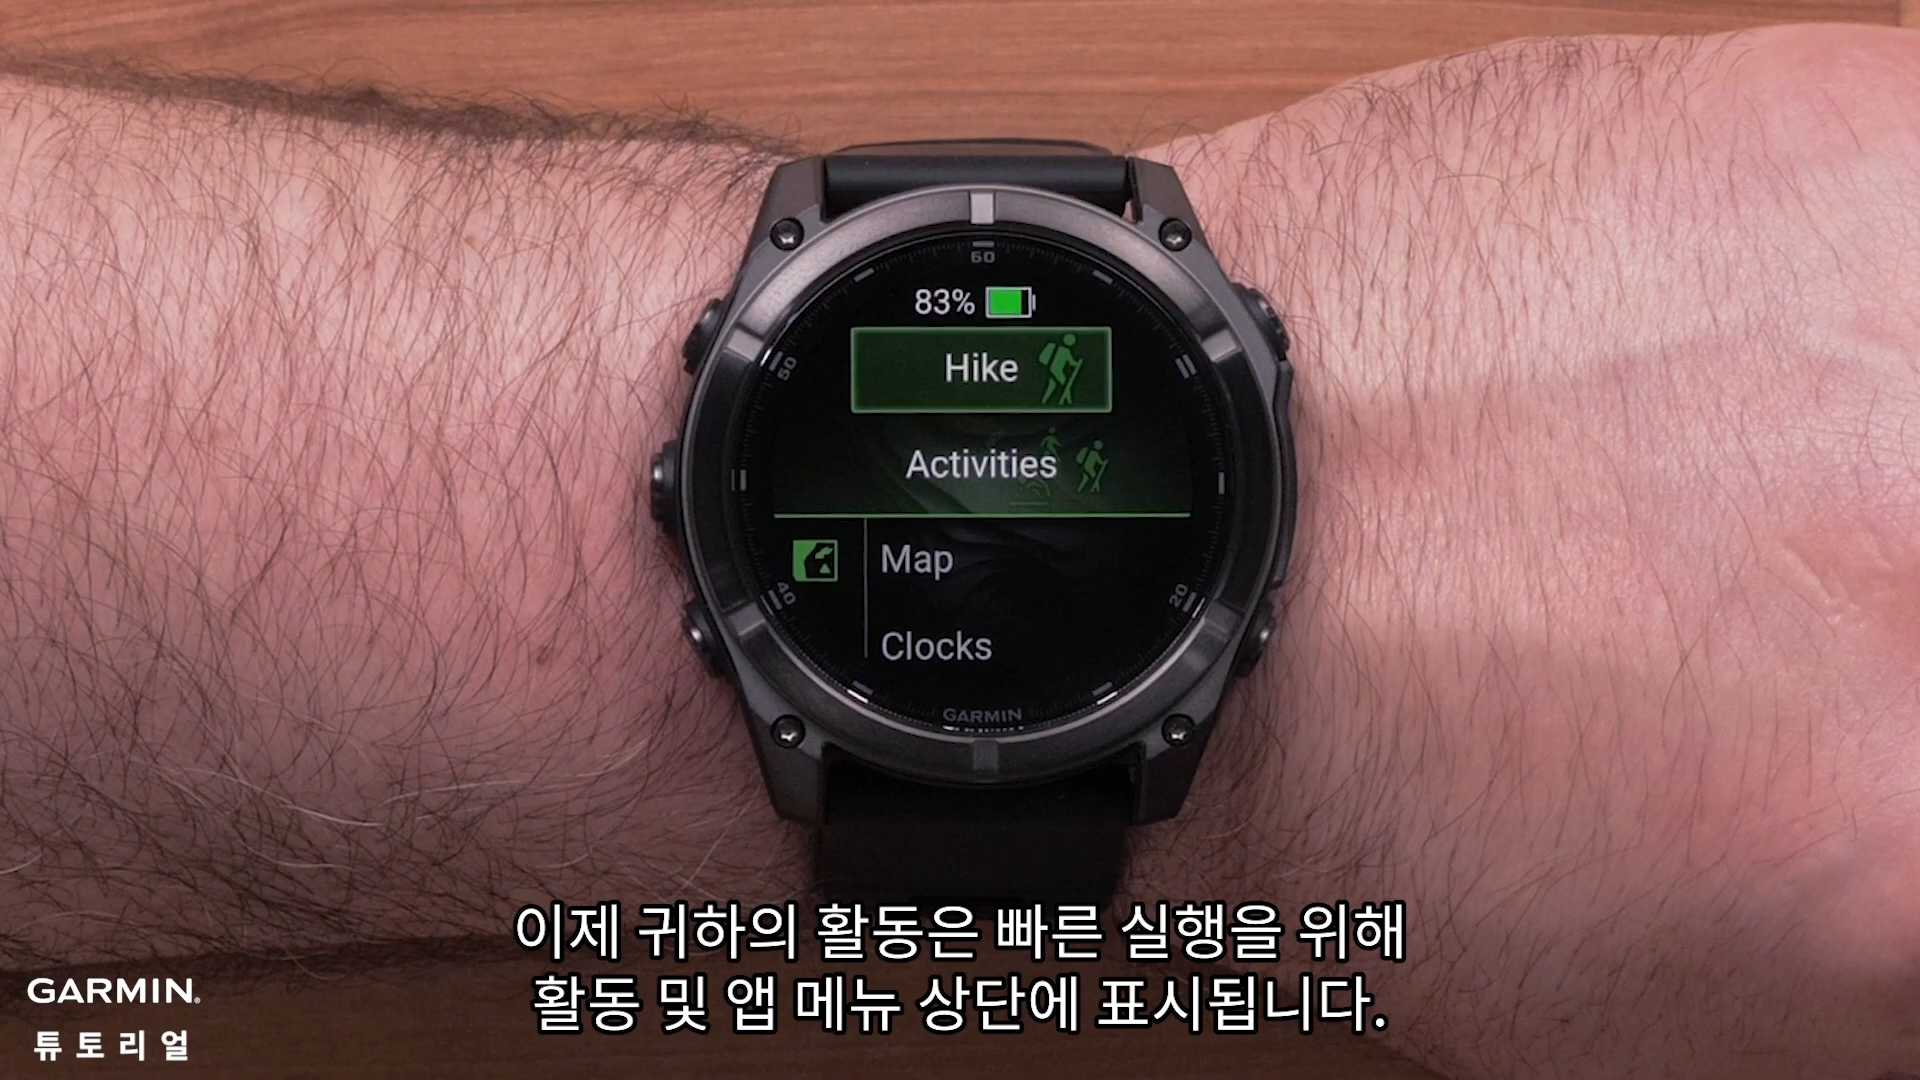 60
83%
Hike
50
Activities
Map
40
20
Clocks
GARMIN
이제 귀하의 활동은 빠른 실행을 위해
활동 및 앱 메뉴 상단에 표시됩니다.
GARMIN.
튜토리얼